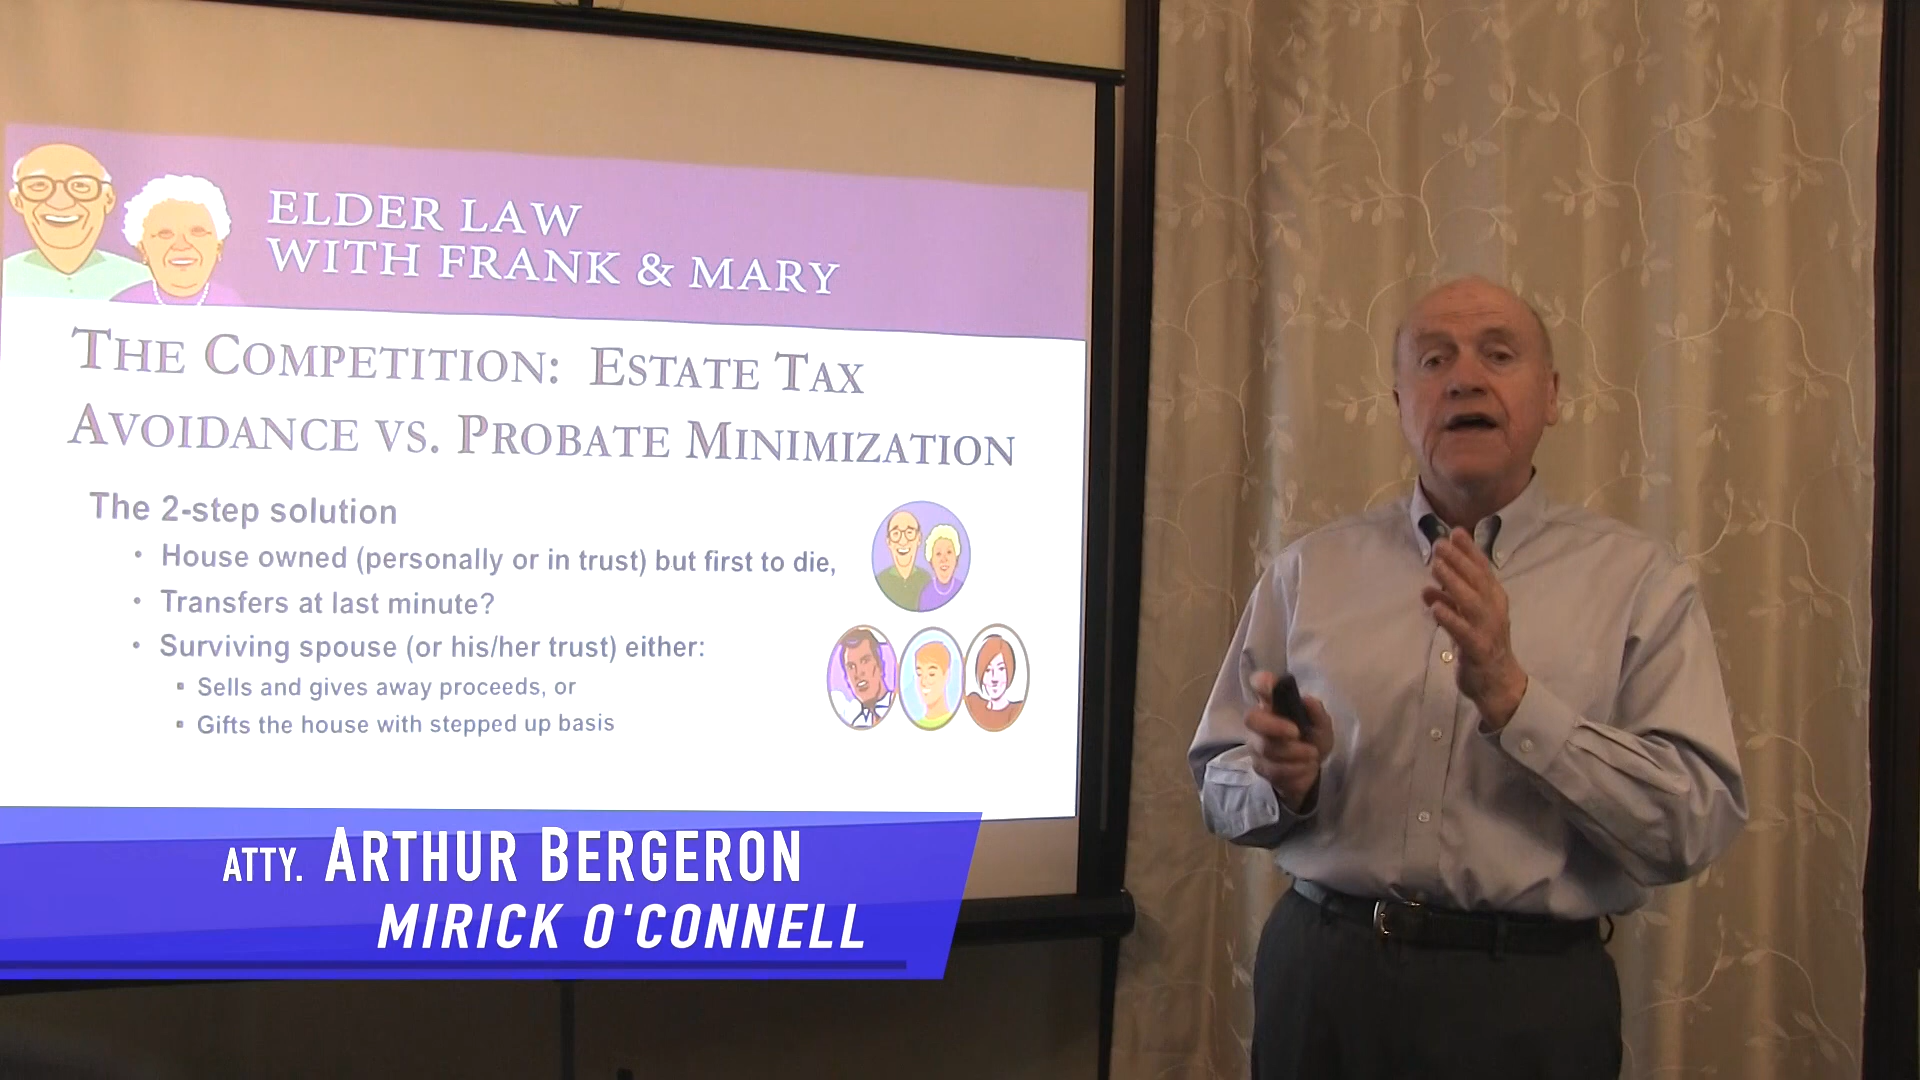 ELDER LAW
WITH FRANK & MARY
THE COMPETITION: ESTATE TAX
AVOIDANCE VS. PROBATE MINIMIZATION
The 2-step solution
• House owned (personally or in trust) but first to die,
• Transfers at last minute?
• Surviving spouse (or his/her trust) either:
▪ Sells and gives away proceeds, or
▪ Gifts the house with stepped up basis
ATTY. ARTHUR BERGERON
MIRICK O'CONNELL